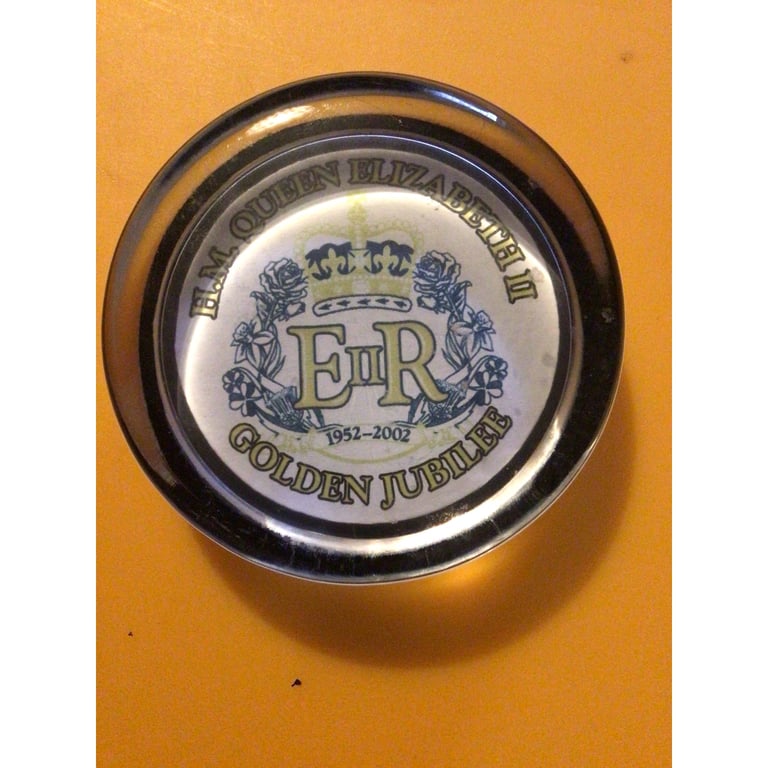 H.M. QUEEN ELIZABETH II
EIIR
1952–2002
GOLDEN JUBILEE